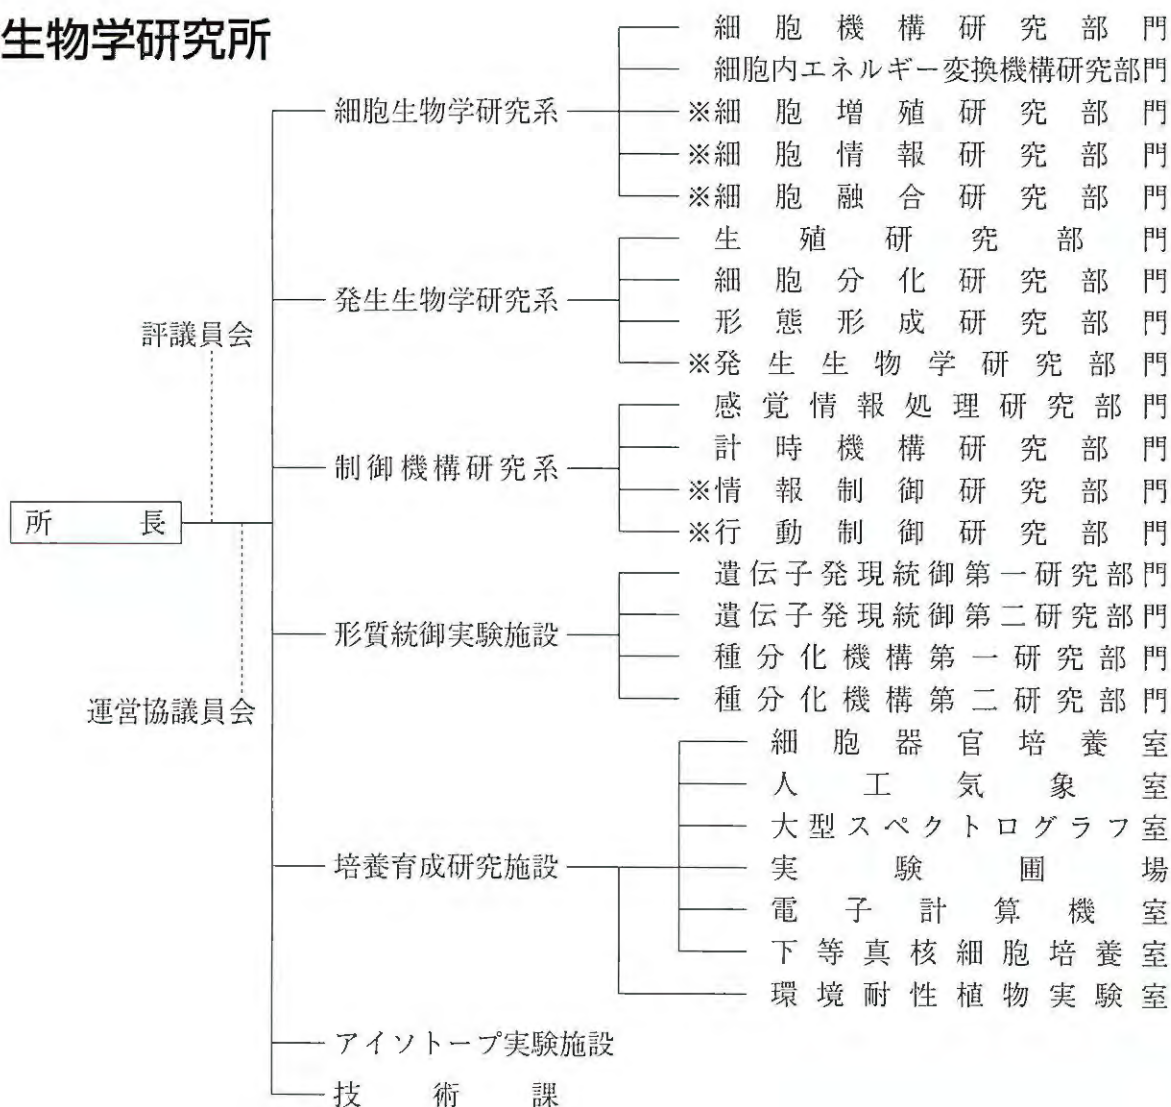 生物学研究所
細胞機構研究部門
細胞内エネルギー変換機構研究部門
細胞生物学研究系
※細胞増殖研究部門
※細胞情報研究部門
※細胞融合研究部門
生殖研究部門
細胞分化研究部門
発生生物学研究系
形態形成研究部門
評議員会
※発生生物学研究部門
感覚情報処理研究部門
計時機構研究部門
制御機構研究系
※情報制御研究部門
所長
※行動制御研究部門
遺伝子発現統御第一研究部門
遺伝子発現統御第二研究部門
形質統御実験施設
種分化機構第一研究部門
種分化機構第二研究部門
運営協議員会
細胞器官培養室
人工気象室
大型スペクトログラフ室
培養育成研究施設
実験圃場
電子計算機室
下等真核細胞培養室
環境耐性植物実験室
アイソトープ実験施設
技術課